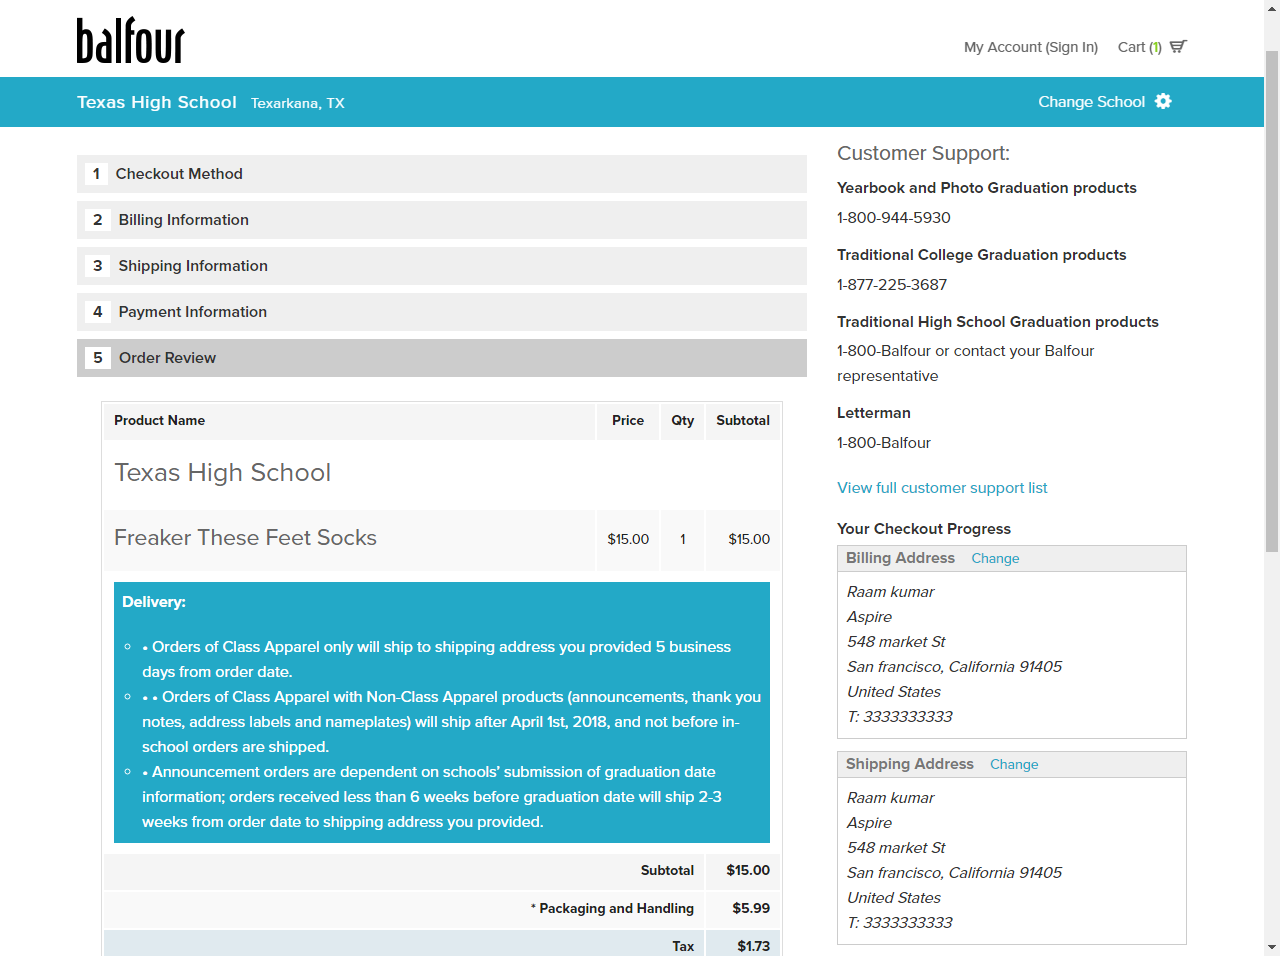 balfour
My Account (Sign In) Cart (1)
Texas High School Texarkana, TX Change School
1 Checkout Method
2 Billing Information
3 Shipping Information
4 Payment Information
5 Order Review
Product Name Price Qty Subtotal
Texas High School
Freaker These Feet Socks $15.00 1 $15.00
Delivery:
• Orders of Class Apparel only will ship to shipping address you provided 5 business
days from order date.
• • Orders of Class Apparel with Non-Class Apparel products (announcements, thank you
notes, address labels and nameplates) will ship after April 1st, 2018, and not before in-
school orders are shipped.
• Announcement orders are dependent on schools’ submission of graduation date
information; orders received less than 6 weeks before graduation date will ship 2-3
weeks from order date to shipping address you provided.
Subtotal $15.00
* Packaging and Handling $5.99
Tax $1.73
Customer Support:
Yearbook and Photo Graduation products
1-800-944-5930
Traditional College Graduation products
1-877-225-3687
Traditional High School Graduation products
1-800-Balfour or contact your Balfour
representative
Letterman
1-800-Balfour
View full customer support list
Your Checkout Progress
Billing Address Change
Raam kumar
Aspire
548 market St
San francisco, California 91405
United States
T: 3333333333
Shipping Address Change
Raam kumar
Aspire
548 market St
San francisco, California 91405
United States
T: 3333333333